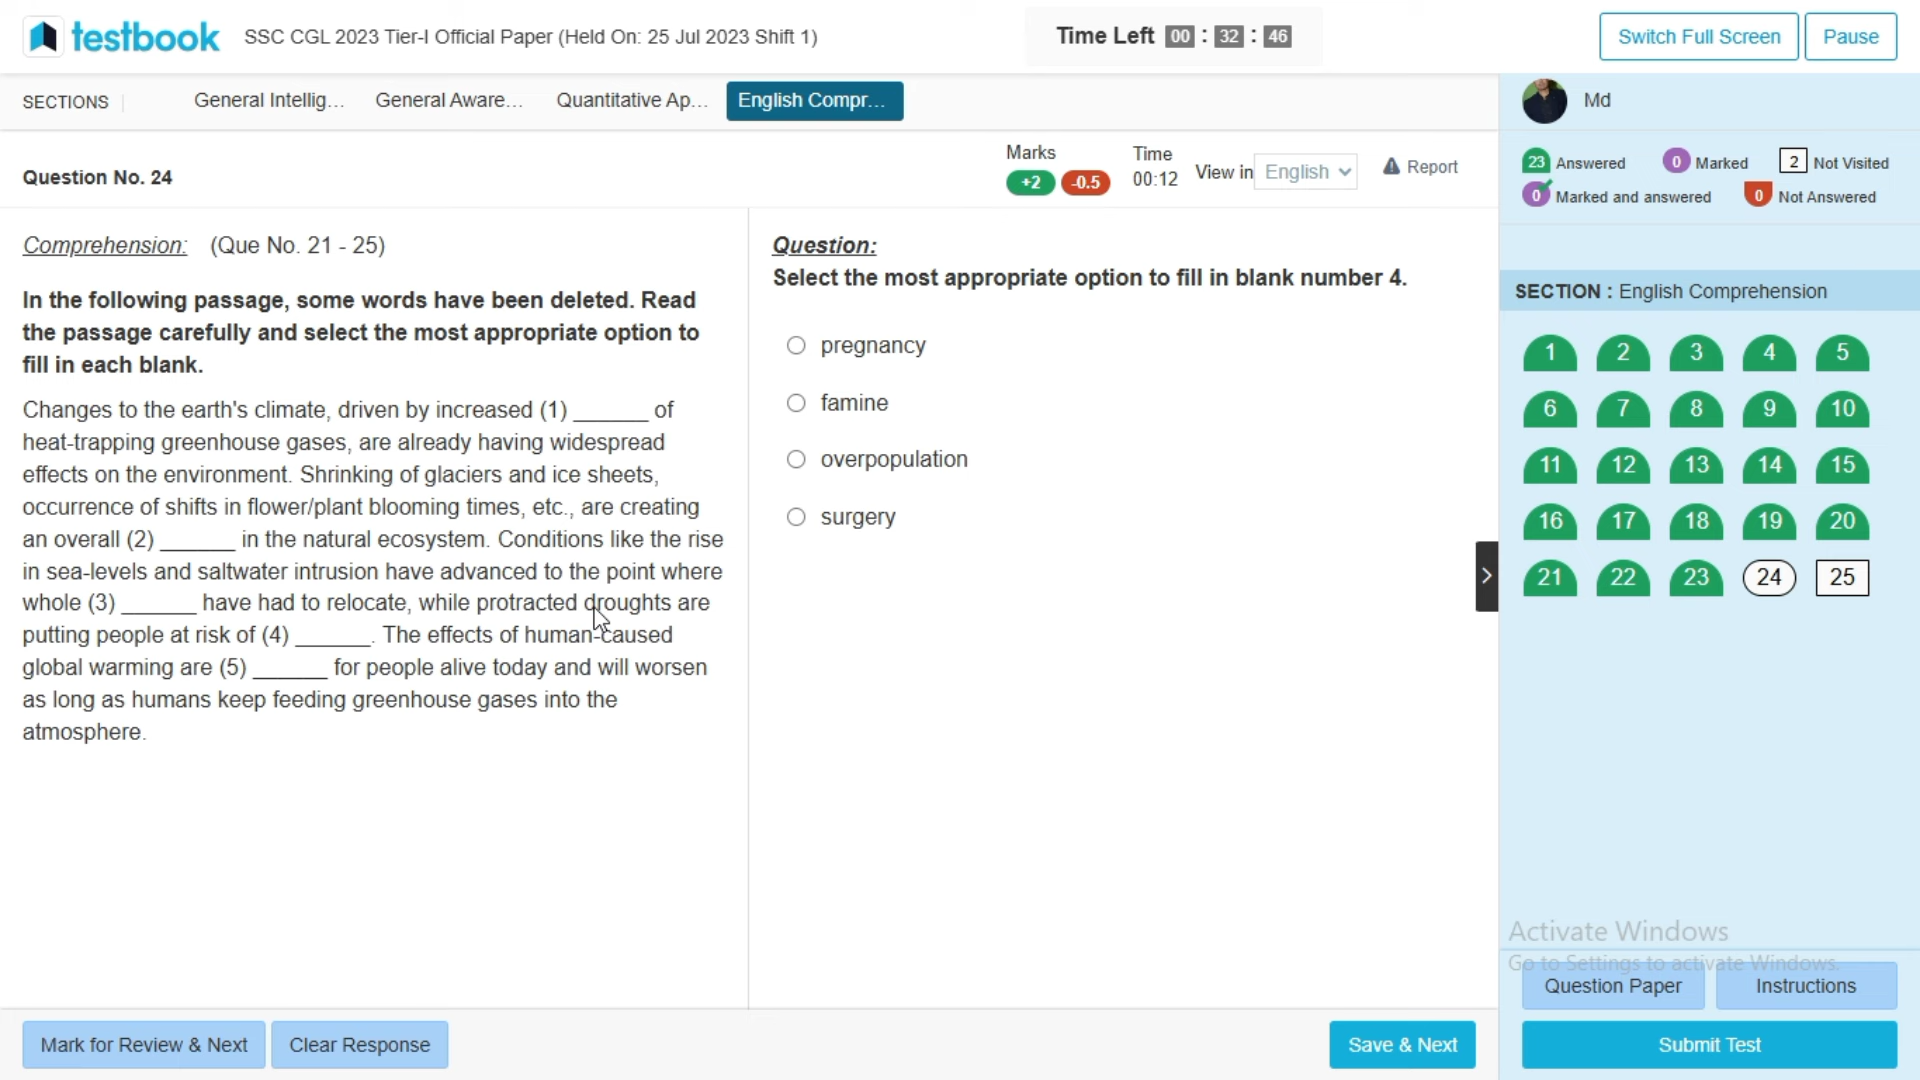 testbook SSC CGL 2023 Tier-I Official Paper (Held On: 25 Jul 2023 Shift 1) Time Left 00 : 32 : 46 Switch Full Screen Pause
SECTIONS General Intellig... General Aware... Quantitative Ap... English Compr...
Md
Question No. 24
Marks
+2 -0.5
Time
00:12
View in English
Report
23 Answered 0 Marked 2 Not Visited
0 Marked and answered 0 Not Answered
Comprehension: (Que No. 21 - 25)
In the following passage, some words have been deleted. Read
the passage carefully and select the most appropriate option to
fill in each blank.
Changes to the earth's climate, driven by increased (1) ______ of
heat-trapping greenhouse gases, are already having widespread
effects on the environment. Shrinking of glaciers and ice sheets,
occurrence of shifts in flower/plant blooming times, etc., are creating
an overall (2) ______ in the natural ecosystem. Conditions like the rise
in sea-levels and saltwater intrusion have advanced to the point where
whole (3) ______ have had to relocate, while protracted droughts are
putting people at risk of (4) ______. The effects of human-caused
global warming are (5) ______ for people alive today and will worsen
as long as humans keep feeding greenhouse gases into the
atmosphere.
Question:
Select the most appropriate option to fill in blank number 4.
pregnancy
famine
overpopulation
surgery
SECTION : English Comprehension
1 2 3 4 5
6 7 8 9 10
11 12 13 14 15
16 17 18 19 20
21 22 23 24 25
Activate Windows
Go to Settings to activate Windows.
Question Paper Instructions
Mark for Review & Next Clear Response Save & Next Submit Test